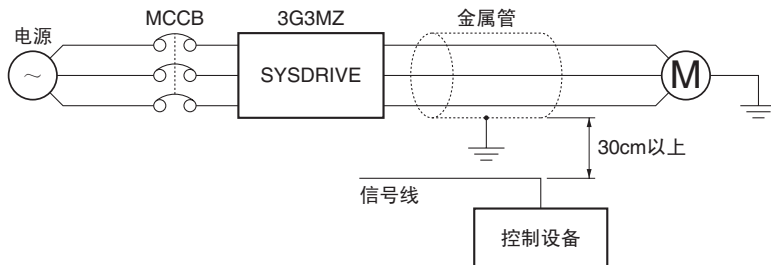 电源
MCCB
3G3MZ
金属管
~
SYSDRIVE
M
30cm以上
信号线
控制设备